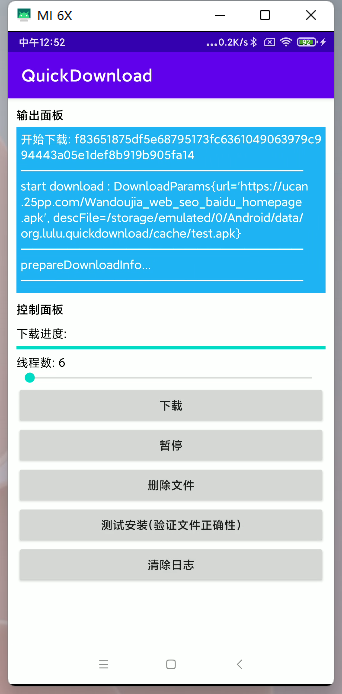 MI 6X
中午12:52
...0.2K/s
QuickDownload
输出面板
开始下载: f83651875df5e68795173fc6361049063979c9
94443a05e1def8b919b905fa14
start download : DownloadParams{url='https://ucan
.25pp.com/Wandoujia_web_seo_baidu_homepage
.apk', descFile=/storage/emulated/0/Android/data/
org.lulu.quickdownload/cache/test.apk}
prepareDownloadInfo...
控制面板
下载进度:
线程数: 6
下载
暂停
删除文件
测试安装(验证文件正确性)
清除日志